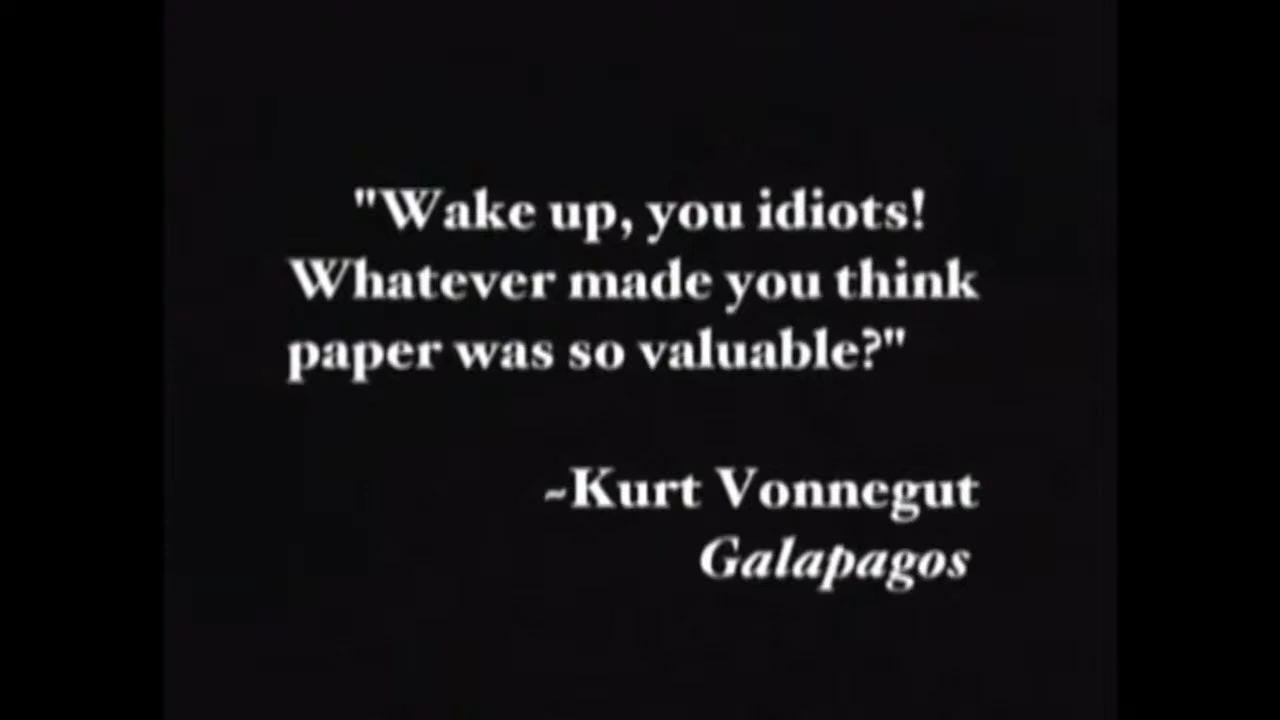 "Wake up, you idiots!
Whatever made you think
paper was so valuable?"
~Kurt Vonnegut
Galapagos